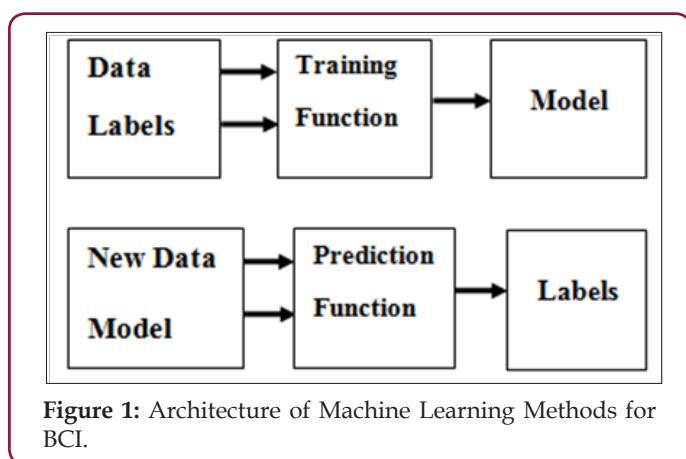 Data
Labels
Training
Function
Model
New Data
Model
Prediction
Function
Labels
Figure 1: Architecture of Machine Learning Methods for
BCI.